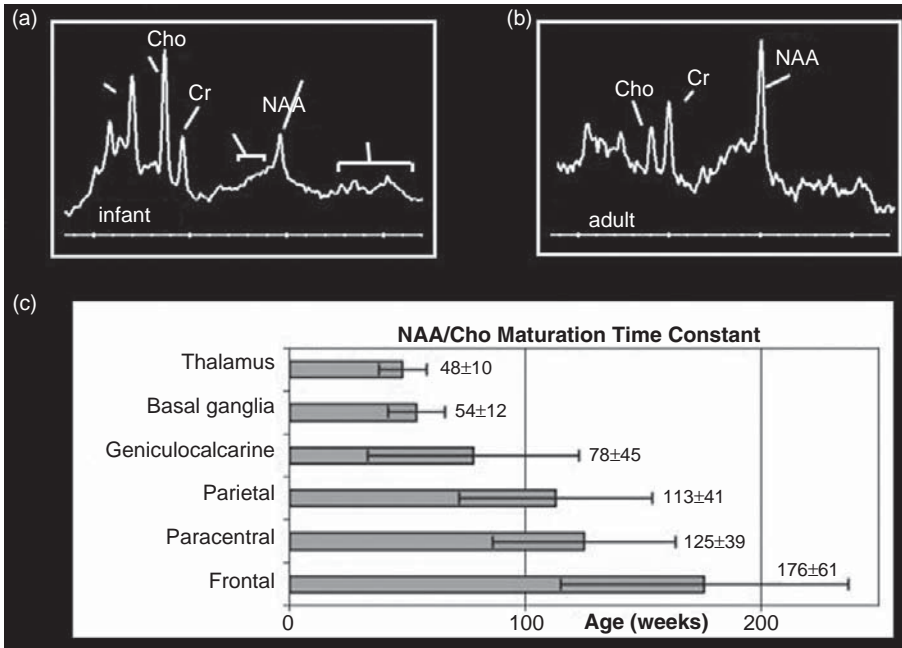 (a)
Cho
Cr
NAA
infant
(b)
Cho
Cr
NAA
adult
(c)
NAA/Cho Maturation Time Constant
Thalamus 48±10
Basal ganglia 54±12
Geniculocalcarine 78±45
Parietal 113±41
Paracentral 125±39
Frontal 176±61
0 100 Age (weeks) 200